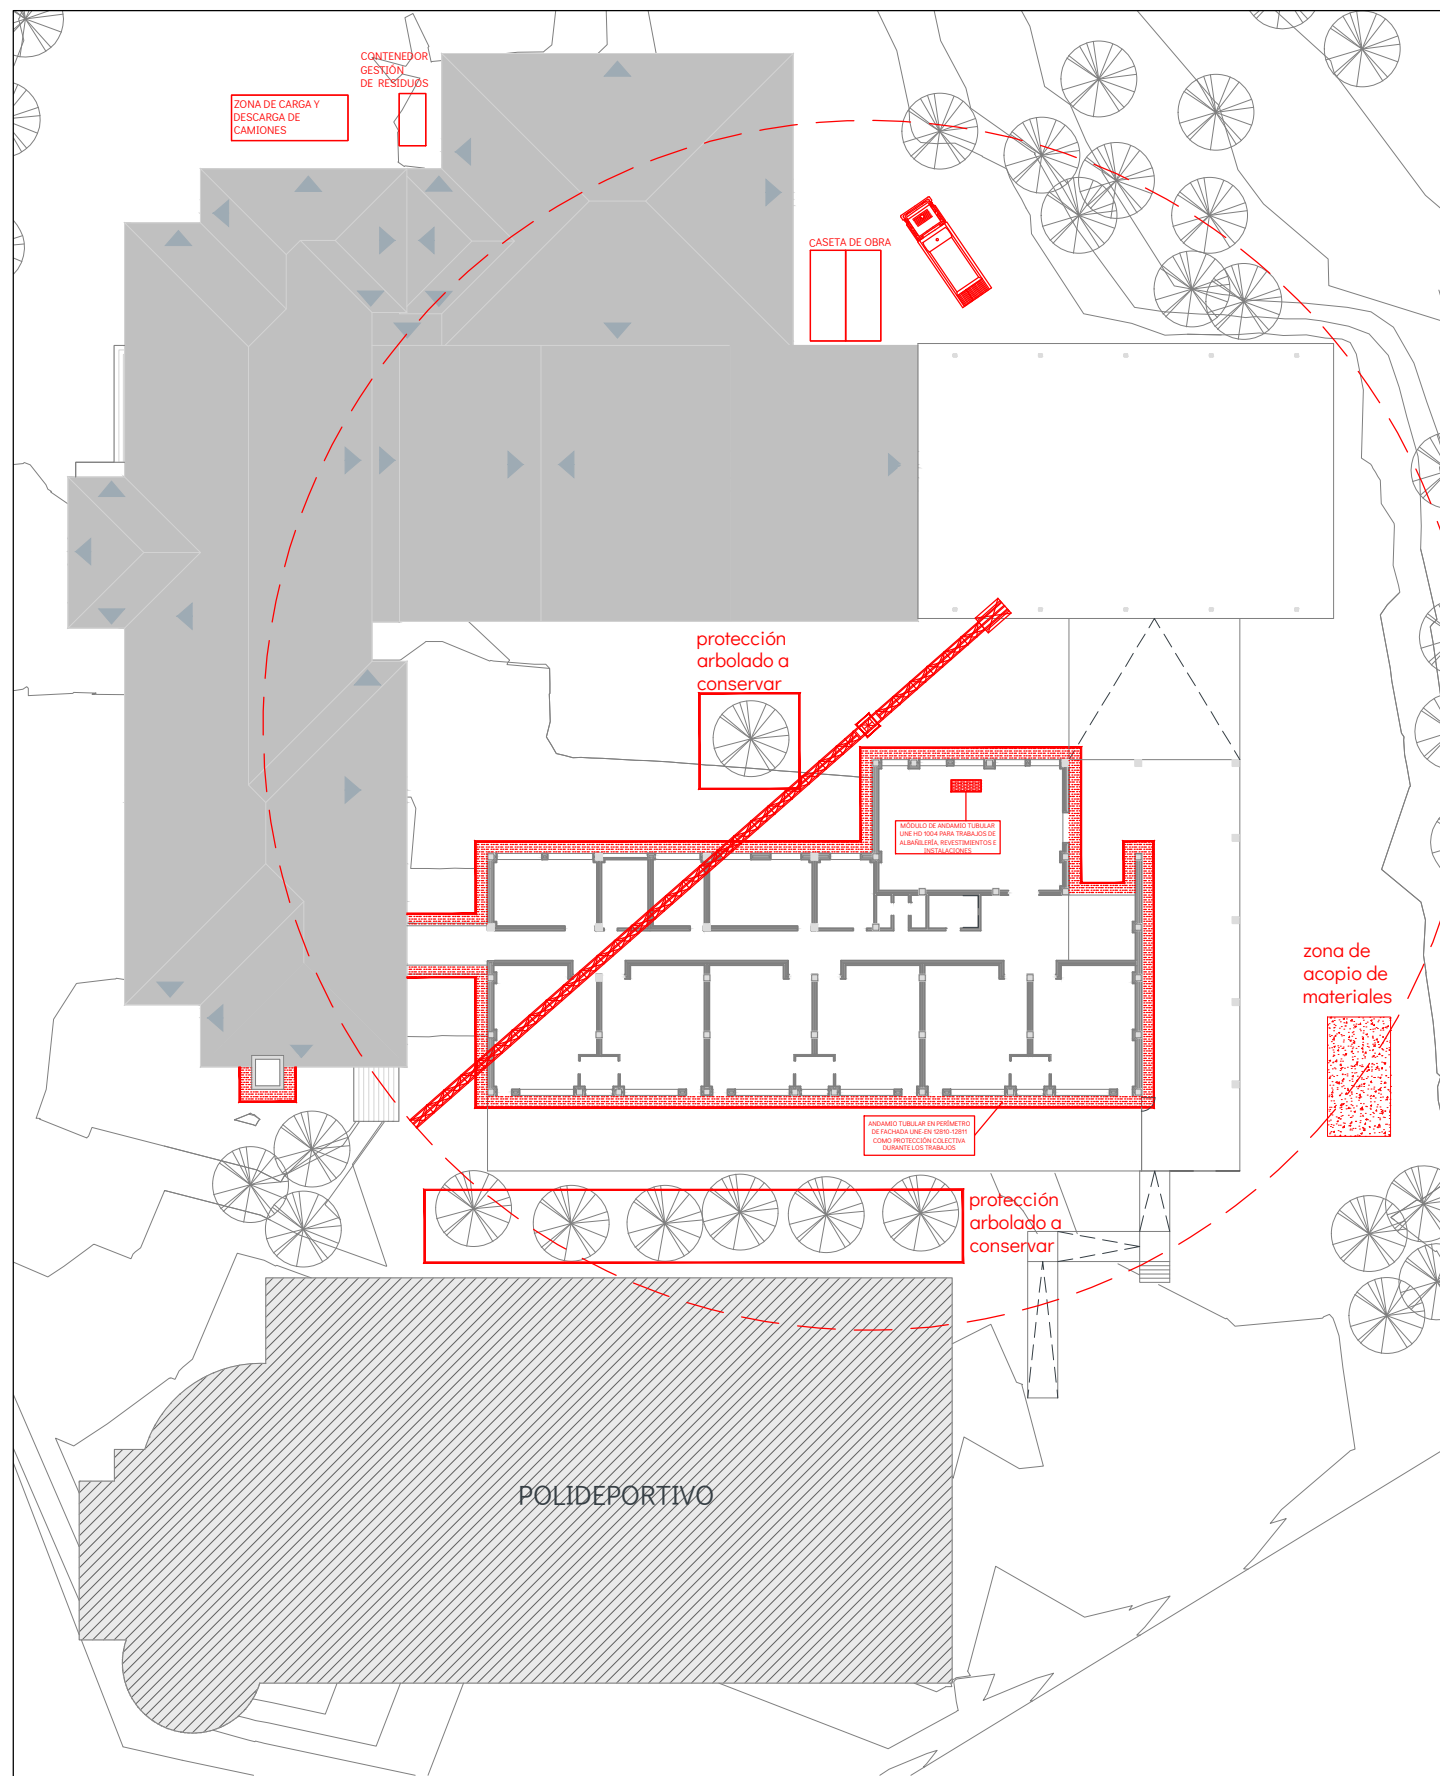 CONTENEDOR
GESTIÓN
DE RESIDUOS
ZONA DE CARGA Y
DESCARGA DE
CAMIONES
CASETA DE OBRA
protección
arbolado a
conservar
MÓDULO DE ANDAMIO TUBULAR
UNE HD 1004 PARA TRABAJOS DE
ALBAÑILERÍA, REVESTIMIENTOS E
INSTALACIONES
zona de
acopio de
materiales
ANDAMIO TUBULAR EN PERÍMETRO
DE FACHADA UNE-EN 12810-12811
COMO PROTECCIÓN COLECTIVA
DURANTE LOS TRABAJOS
protección
arbolado a
conservar
POLIDEPORTIVO